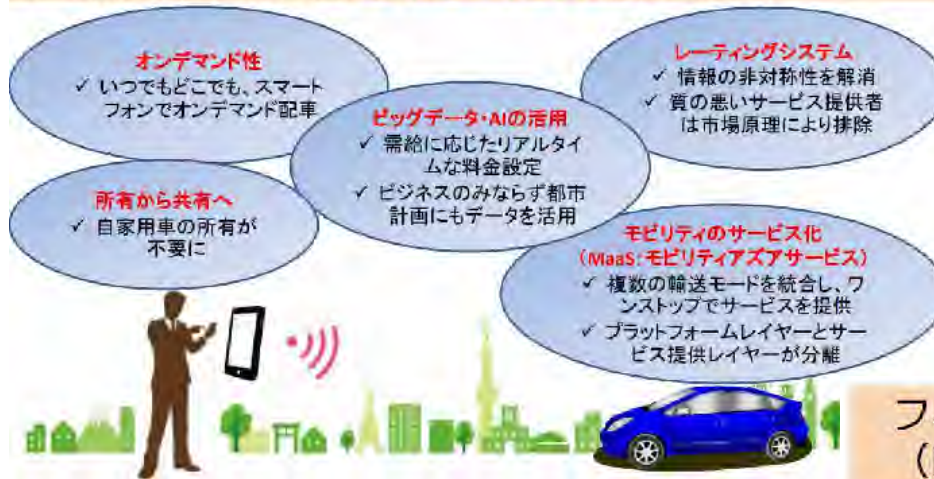 オンデマンド性
✓ いつでもどこでも、スマート
フォンでオンデマンド配車
レーティングシステム
✓ 情報の非対称性を解消
✓ 質の悪いサービス提供者
は市場原理により排除
ビッグデータ・AIの活用
✓ 需給に応じたリアルタイ
ムな料金設定
✓ ビジネスのみならず都市
計画にもデータを活用
所有から共有へ
✓ 自家用車の所有が
不要に
モビリティのサービス化
（MaaS:モビリティアズアサービス）
✓ 複数の輸送モードを統合し、ワ
ンストップでサービスを提供
✓ プラットフォームレイヤーとサー
ビス提供レイヤーが分離
フ
（